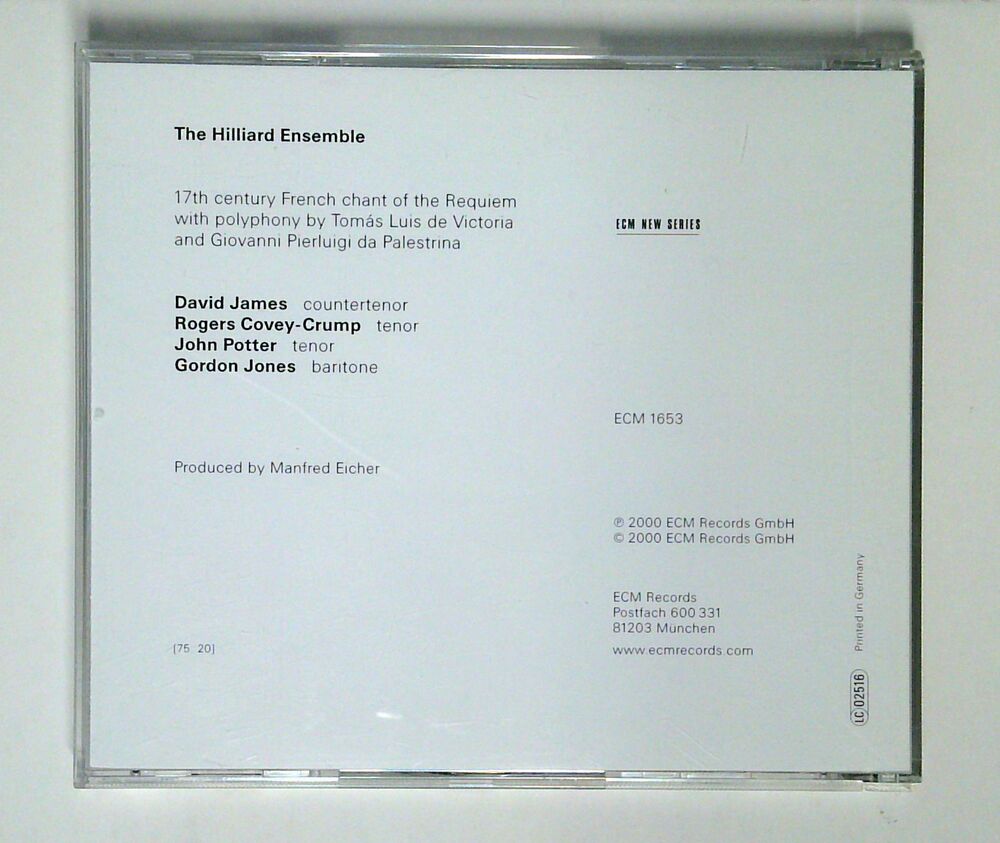 The Hilliard Ensemble
17th century French chant of the Requiem
with polyphony by Tomás Luis de Victoria
and Giovanni Pierluigi da Palestrina
ECM NEW SERIES
David James countertenor
Rogers Covey-Crump tenor
John Potter tenor
Gordon Jones baritone
ECM 1653
Produced by Manfred Eicher
℗ 2000 ECM Records GmbH
© 2000 ECM Records GmbH
ECM Records
Postfach 600 331
81203 München
www.ecmrecords.com
[75 20]
Printed in Germany
LC 02516